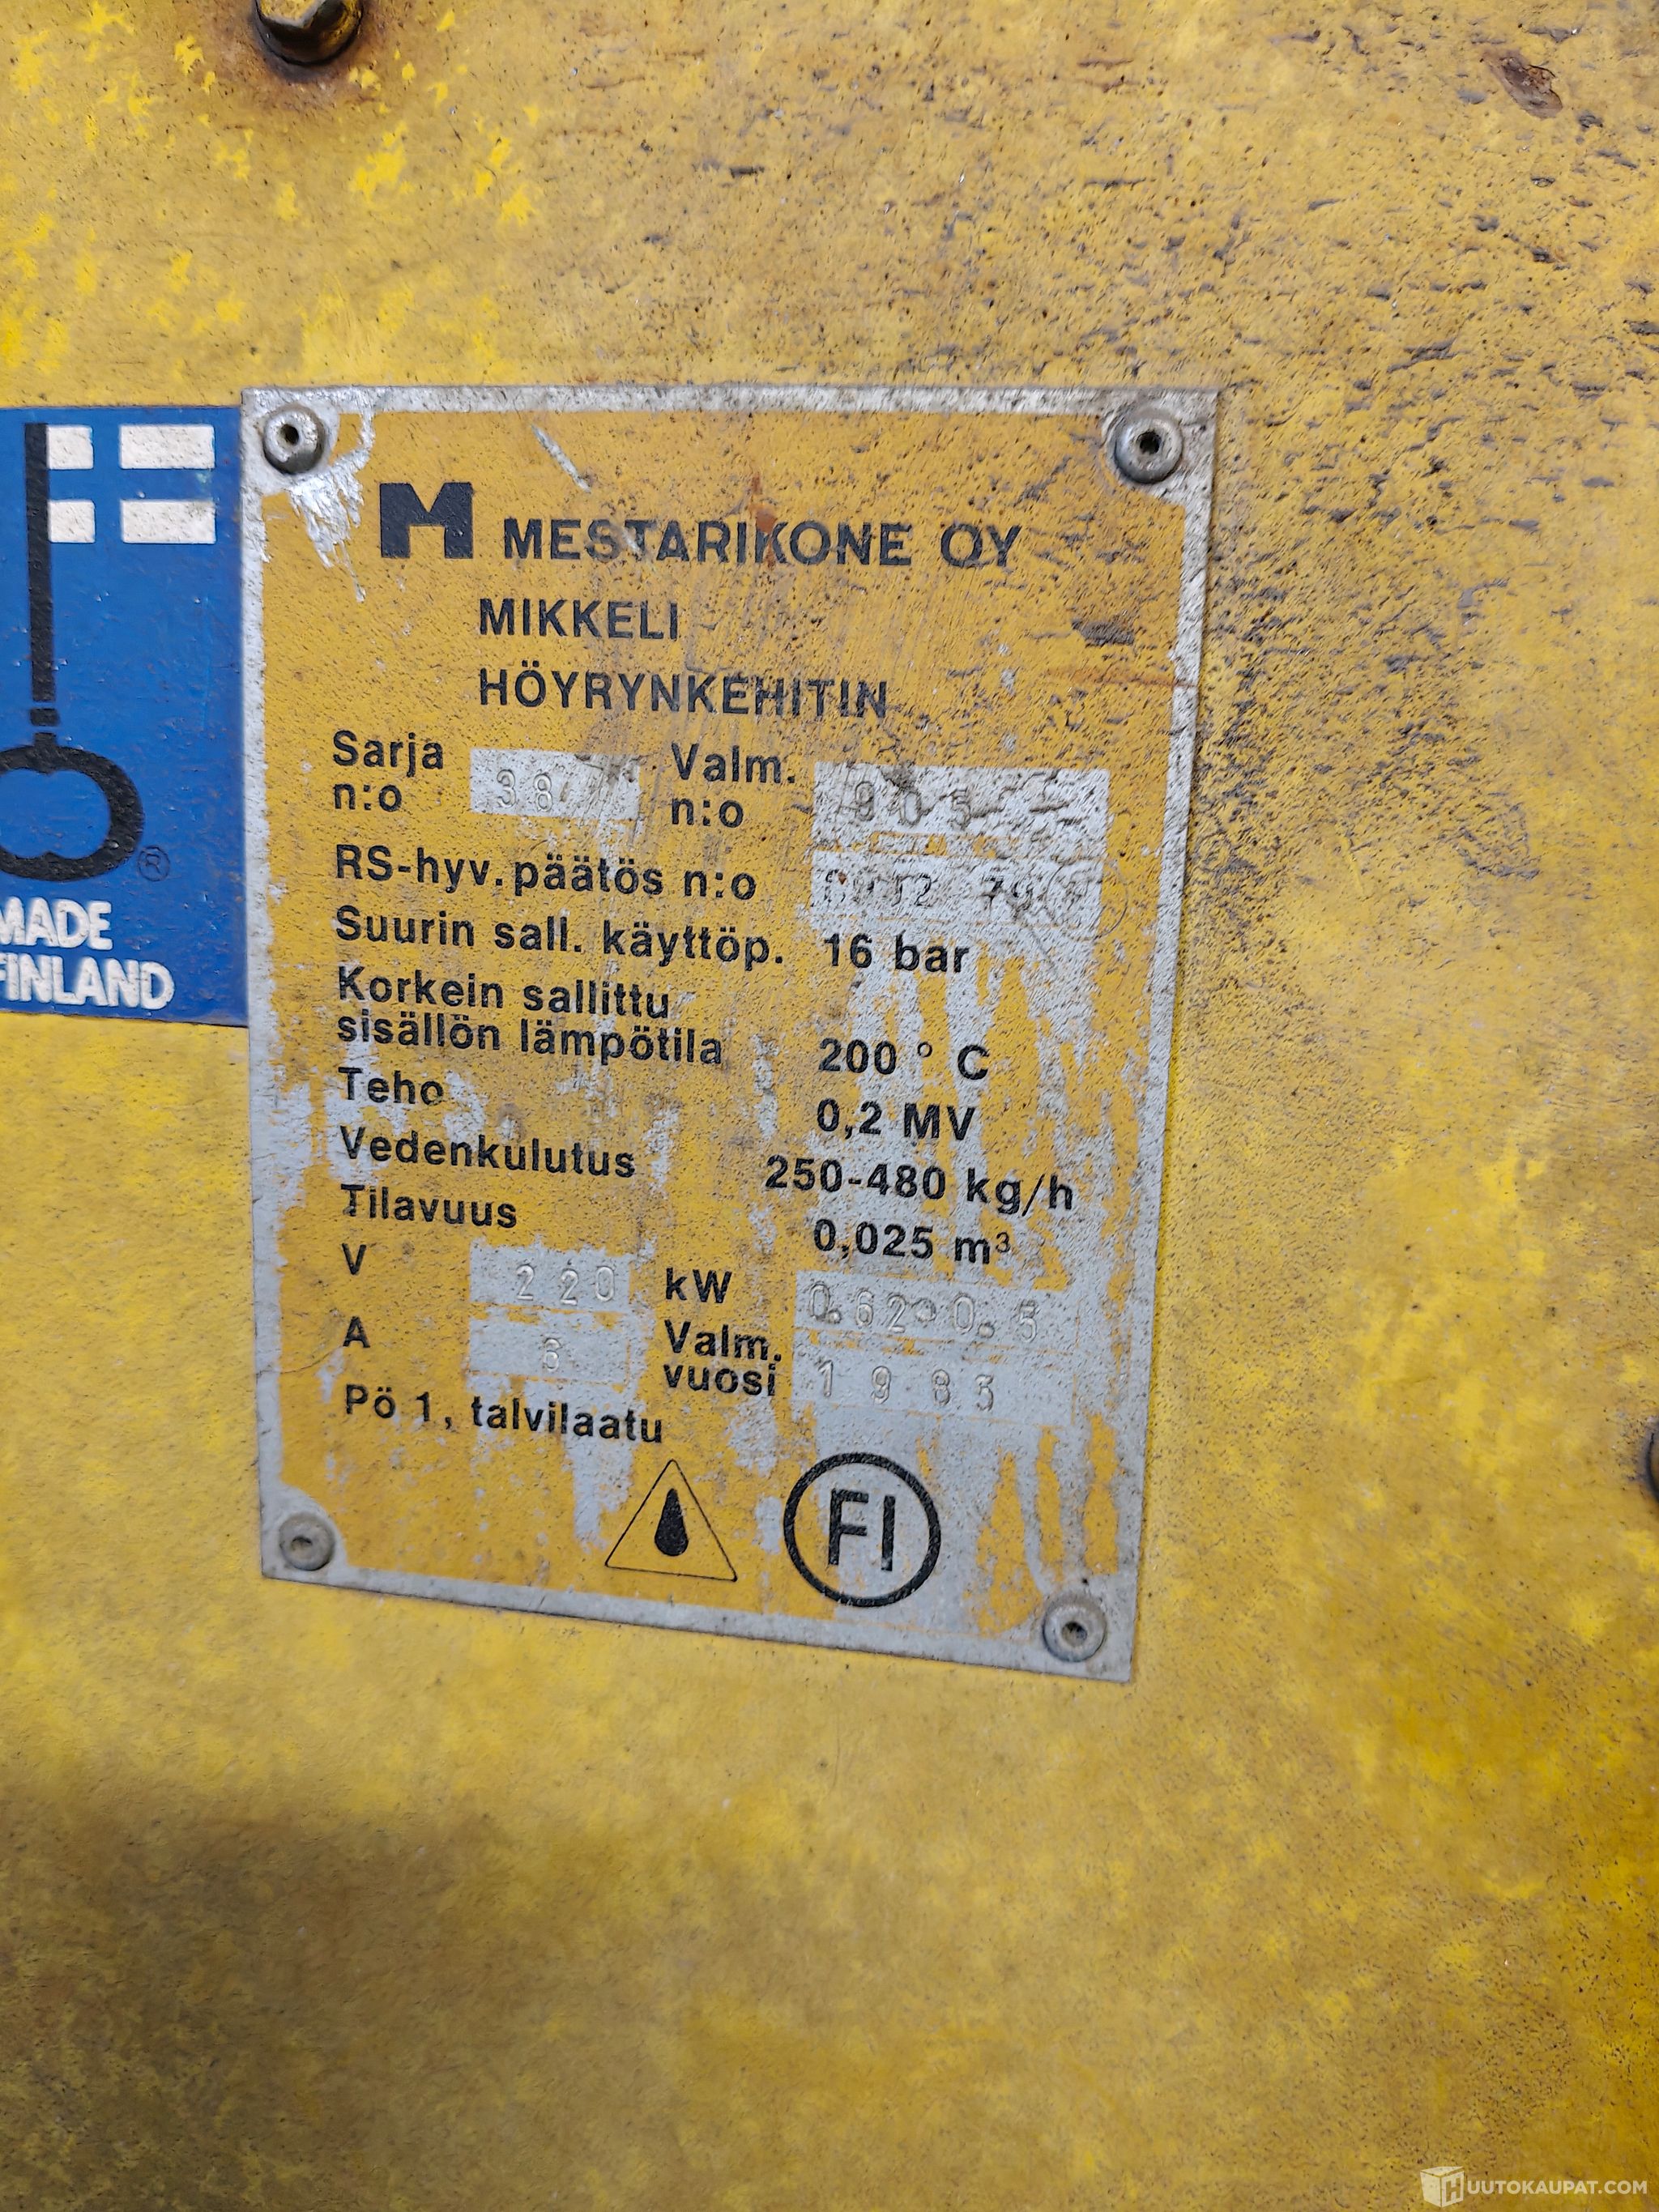 MESTARIKONE OY
MIKKELI
HÖYRYNKEHITIN
Sarja n:o 38 Valm. n:o 905
RS-hyv. päätös n:o
Suurin sall. käyttöp. 16 bar
Korkein sallittu
sisällön lämpötila 200 ° C
Teho 0,2 MV
Vedenkulutus 250-480 kg/h
Tilavuus 0,025 m³
V 220 kW
A Valm. vuosi 1983
Pö 1, talvilaatu
FI
®
MADE
FINLAND
HUUTOKAUPAT.COM